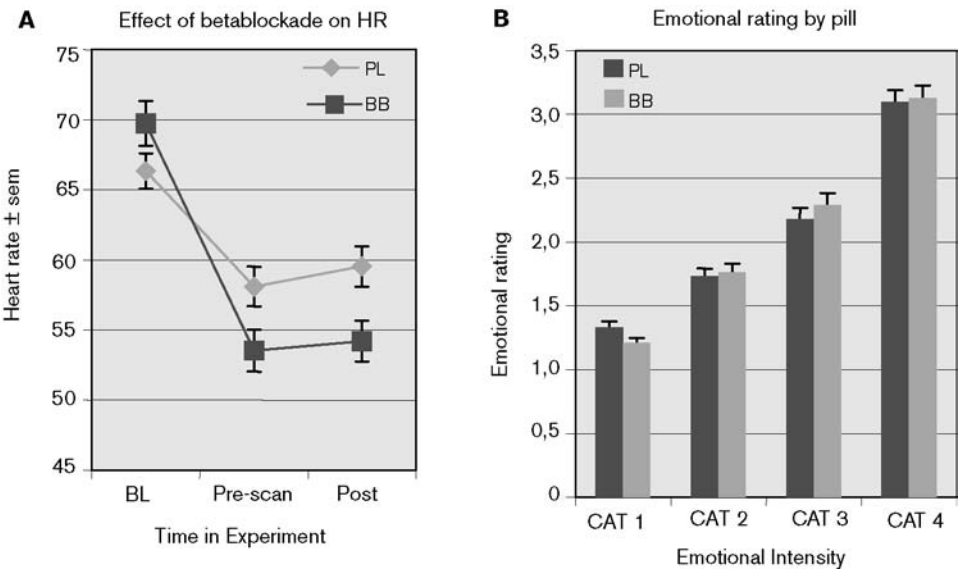 A
Effect of betablockade on HR
75
70
65
60
55
50
45
Heart rate ± sem
PL
BB
BL
Pre-scan
Post
Time in Experiment
B
Emotional rating by pill
3,5
3,0
2,5
2,0
1,5
1,0
0,5
0
Emotional rating
PL
BB
CAT 1
CAT 2
CAT 3
CAT 4
Emotional Intensity